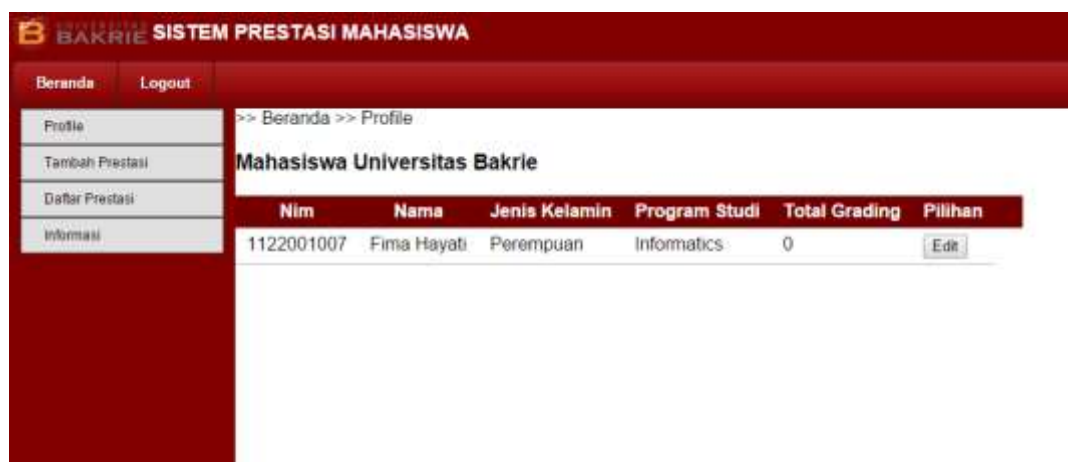 UNIVERSITAS
BAKRIE SISTEM PRESTASI MAHASISWA
Beranda Logout
Profile
Tambah Prestasi
Daftar Prestasi
Informasi
>> Beranda >> Profile
Mahasiswa Universitas Bakrie
Nim Nama Jenis Kelamin Program Studi Total Grading Pilihan
1122001007 Fima Hayati Perempuan Informatics 0 Edit